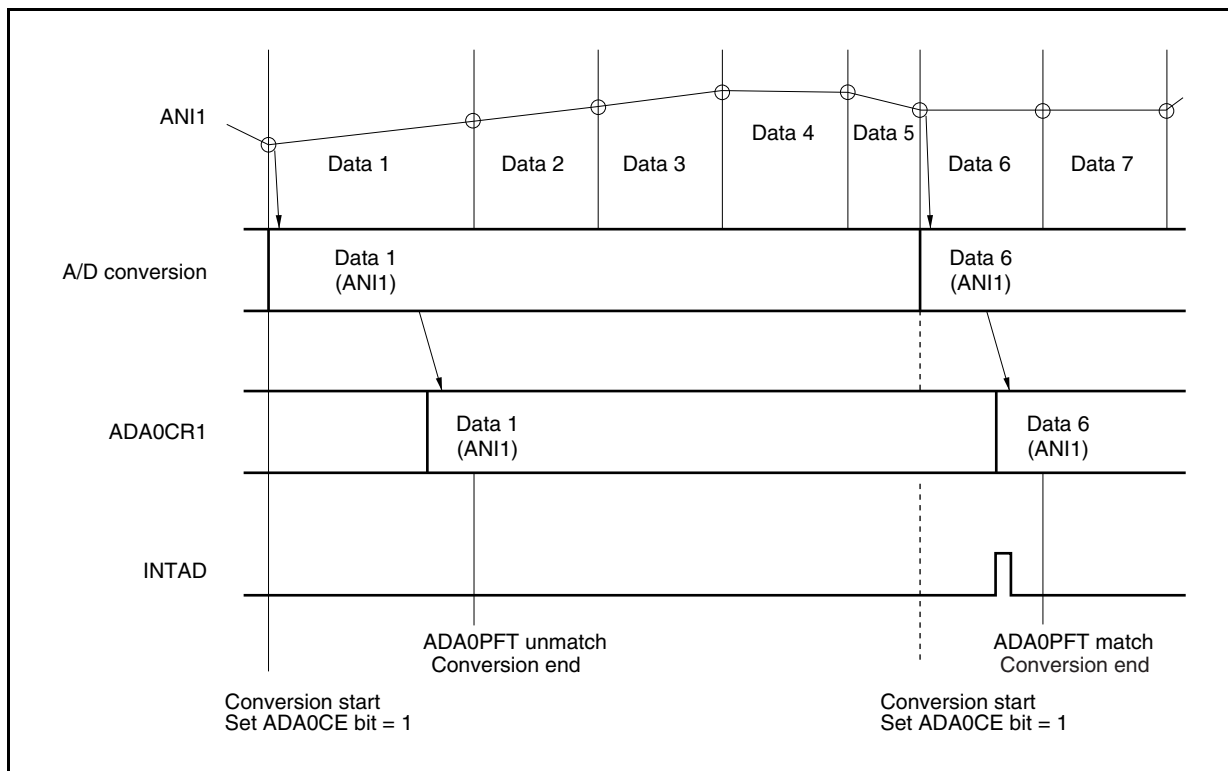 ANI1
Data 1
Data 2
Data 3
Data 4
Data 5
Data 6
Data 7
A/D conversion
Data 1
(ANI1)
Data 6
(ANI1)
ADA0CR1
Data 1
(ANI1)
Data 6
(ANI1)
INTAD
ADA0PFT unmatch
Conversion end
ADA0PFT match
Conversion end
Conversion start
Set ADA0CE bit = 1
Conversion start
Set ADA0CE bit = 1